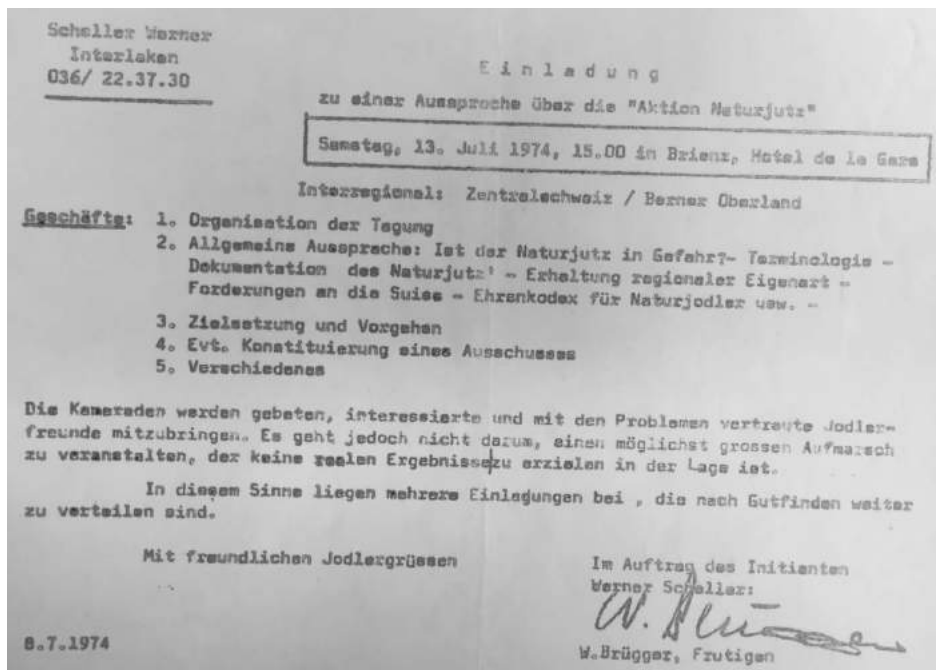 Scheller Werner
Interlaken
036/ 22.37.30
Einladung
zu einer Aussprache über die "Aktion Naturjutz"
Samstag, 13. Juli 1974, 15.00 in Brienz, Hotel de la Gare
Interregional: Zentralschweiz / Berner Oberland
Geschäfte: 1. Organisation der Tagung
2. Allgemeine Aussprache: Ist der Naturjutz in Gefahr?- Terminologie -
Dokumentation des Naturjutz' - Erhaltung regionaler Eigenart -
Forderungen an die Suisa - Ehrenkodex für Naturjodler usw. -
3. Zielsetzung und Vorgehen
4. Evt. Konstituierung eines Ausschusses
5. Verschiedenes
Die Kameraden werden gebeten, interessierte und mit den Problemen vertraute Jodler-
freunde mitzubringen. Es geht jedoch nicht darum, einen möglichst grossen Aufmarsch
zu veranstalten, der keine realen Ergebnisse|zu erzielen in der Lage ist.
In diesem Sinne liegen mehrere Einladungen bei , die nach Gutfinden weiter
zu verteilen sind.
Mit freundlichen Jodlergrüssen
Im Auftrag des Initianten
Werner Scheller:
W. Brügger
8.7.1974
W.Brügger, Frutigen